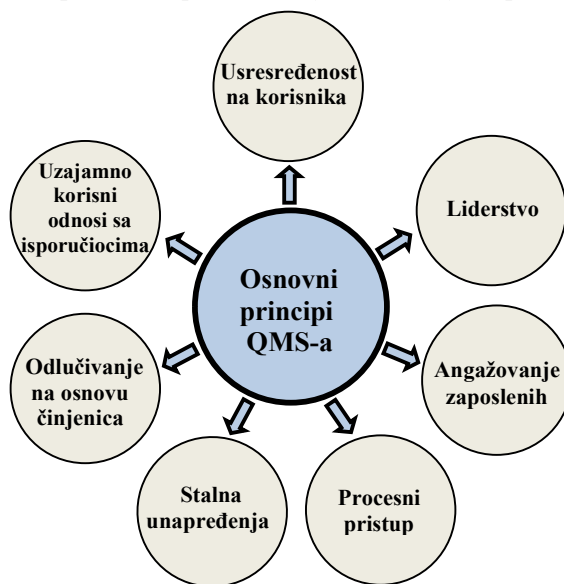 Usresređenost
na korisnika
Liderstvo
Angažovanje
zaposlenih
Procesni
pristup
Stalna
unapređenja
Odlučivanje
na osnovu
činjenica
Uzajamno
korisni
odnosi sa
isporučiocima
Osnovni
principi
QMS-a